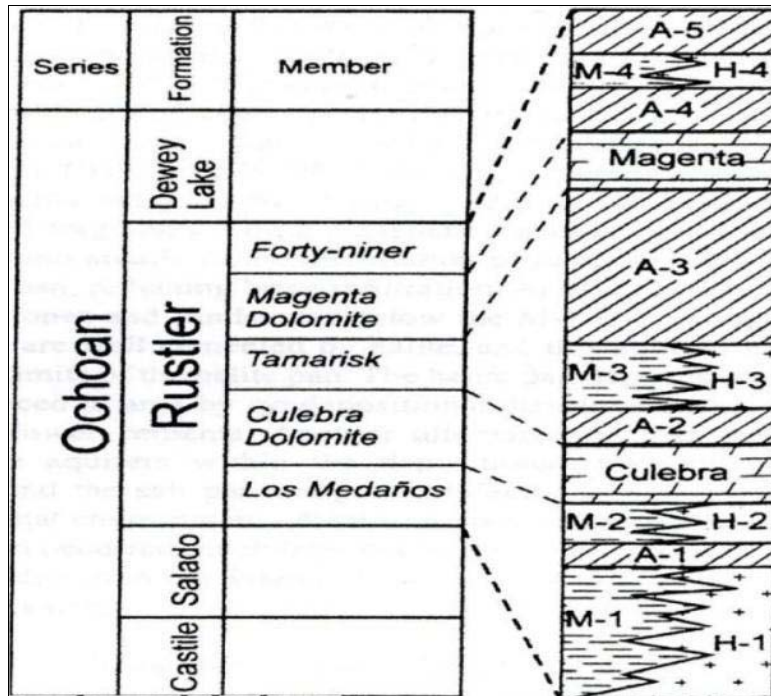 Series
Formation
Member
Ochoan
Dewey
Lake
Rustler
Salado
Castile
Forty-niner
Magenta
Dolomite
Tamarisk
Culebra
Dolomite
Los Medaños
A-5
M-4 H-4
A-4
Magenta
A-3
M-3 H-3
A-2
Culebra
M-2 H-2
A-1
M-1 H-1